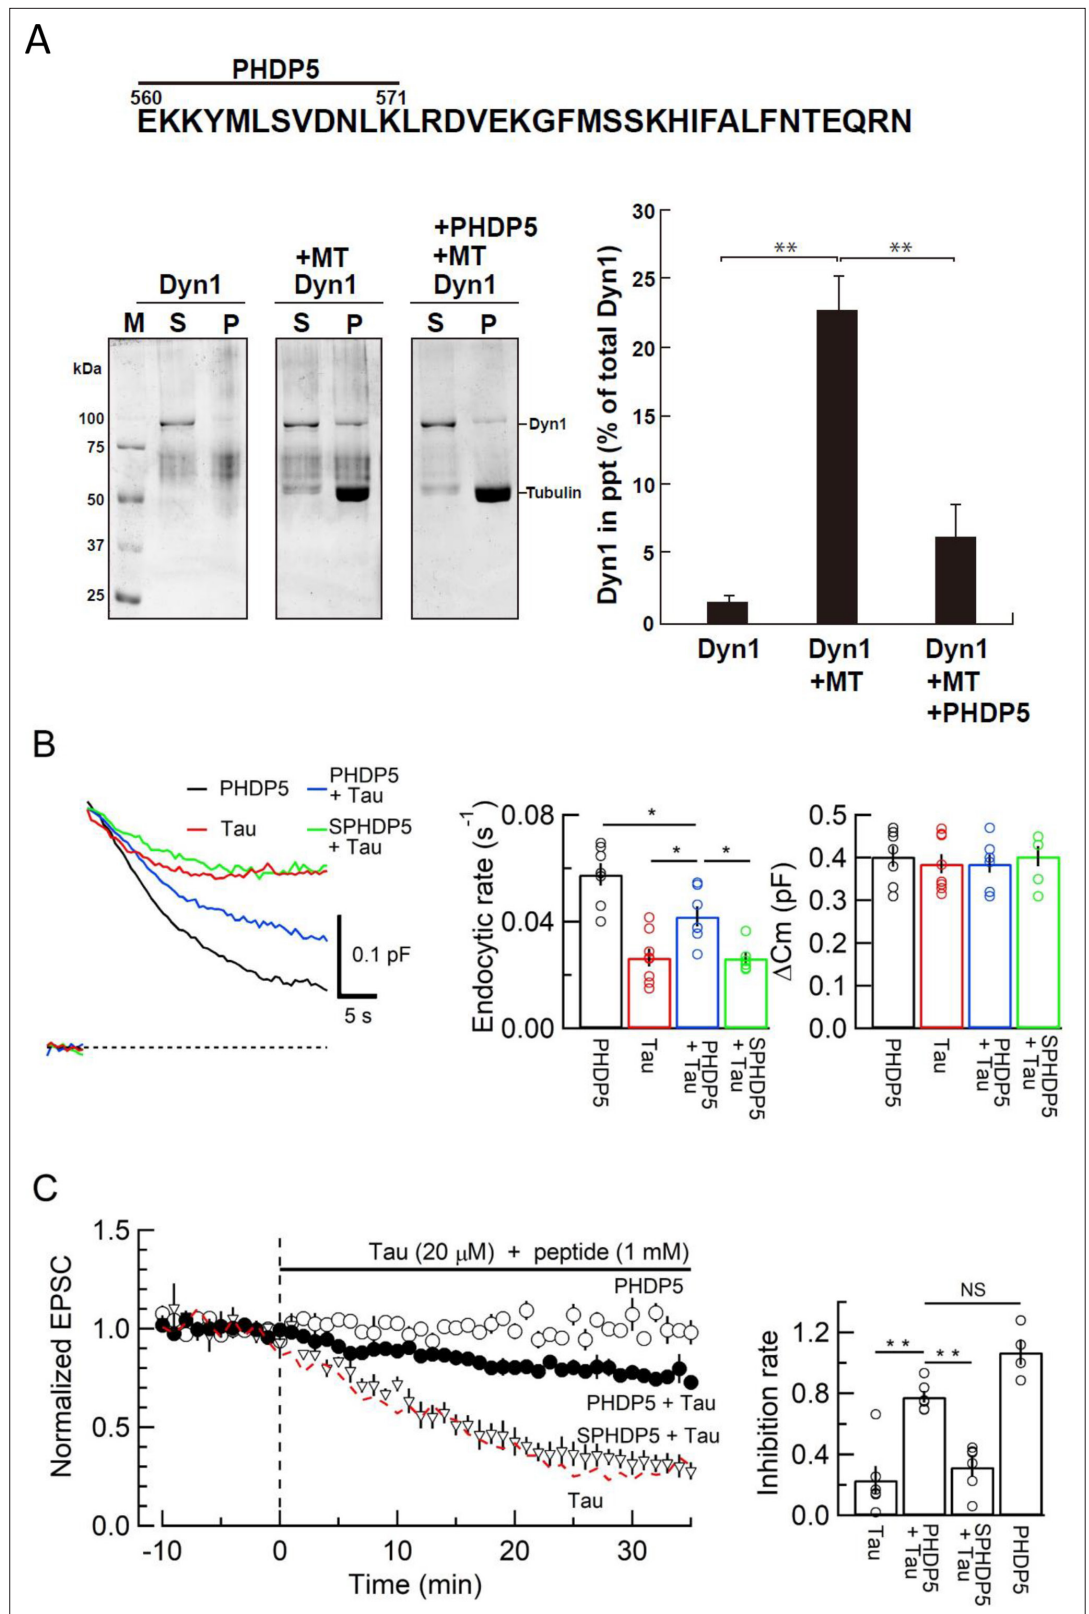 A
PHDP5
560 571
EKKYMLSVDNLKLRDVEKGFMSSKHIFALFNTEQRN
Dyn1
+MT
Dyn1
+PHDP5
+MT
Dyn1
M S P S P S P
kDa
100
75
50
37
25
Dyn1
Tubulin
Dyn1 in ppt (% of total Dyn1)
30
25
20
15
10
5
0
** **
Dyn1
Dyn1
+MT
Dyn1
+MT
+PHDP5
B
PHDP5
Tau
PHDP5
+ Tau
SPHDP5
+ Tau
0.1 pF
5 s
Endocytic rate (s-1)
0.08
0.04
0.00
*
* *
PHDP5
Tau
PHDP5
+ Tau
SPHDP5
+ Tau
ΔCm (pF)
0.5
0.4
0.3
0.2
0.1
0.0
PHDP5
Tau
PHDP5
+ Tau
SPHDP5
+ Tau
C
Normalized EPSC
1.5
1.0
0.5
0.0
Tau (20 μM) + peptide (1 mM)
PHDP5
PHDP5 + Tau
SPHDP5 + Tau
Tau
-10 0 10 20 30
Time (min)
Inhibition rate
1.2
0.8
0.4
0.0
NS
** **
Tau
PHDP5
+ Tau
SPHDP5
+ Tau
PHDP5